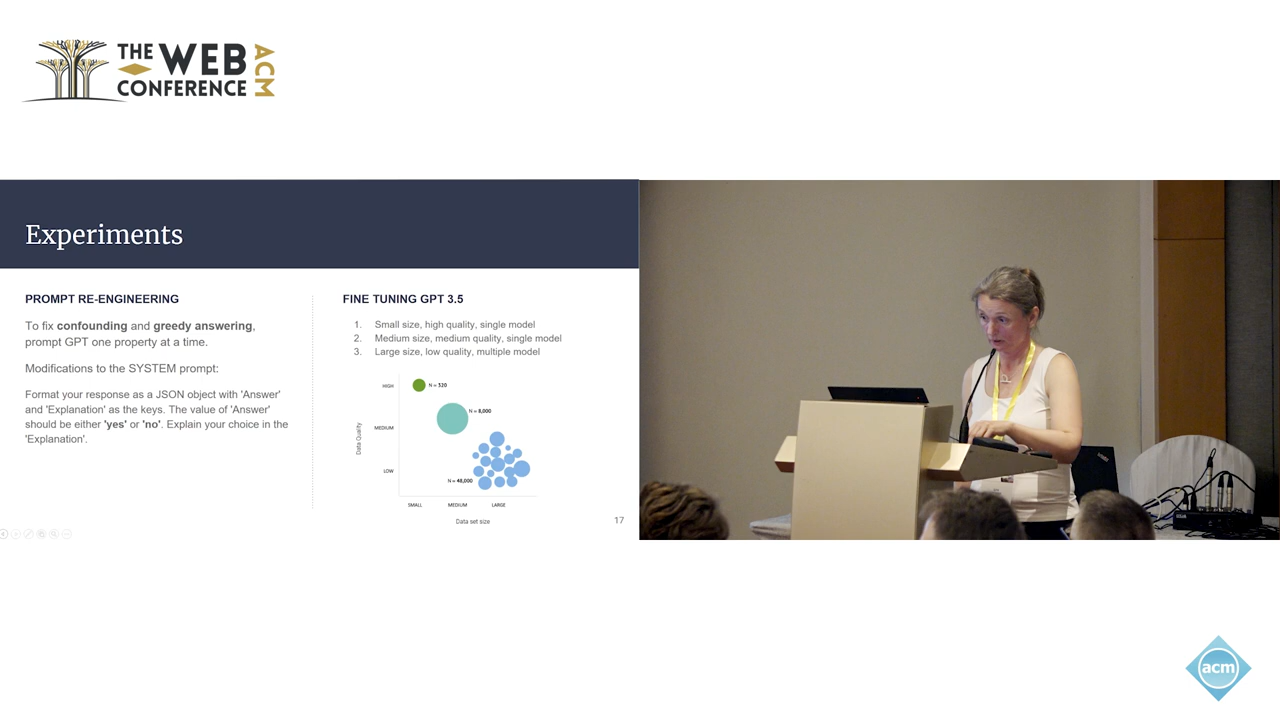 THE WEB
CONFERENCE
ACM
Experiments
PROMPT RE-ENGINEERING
To fix confounding and greedy answering,
prompt GPT one property at a time.
Modifications to the SYSTEM prompt:
Format your response as a JSON object with 'Answer'
and 'Explanation' as the keys. The value of 'Answer'
should be either 'yes' or 'no'. Explain your choice in the
'Explanation'.
FINE TUNING GPT 3.5
1. Small size, high quality, single model
2. Medium size, medium quality, single model
3. Large size, low quality, multiple model
HIGH
N = 520
N = 8,000
MEDIUM
Data Quality
LOW
N = 48,000
SMALL MEDIUM LARGE
Data set size
17
acm